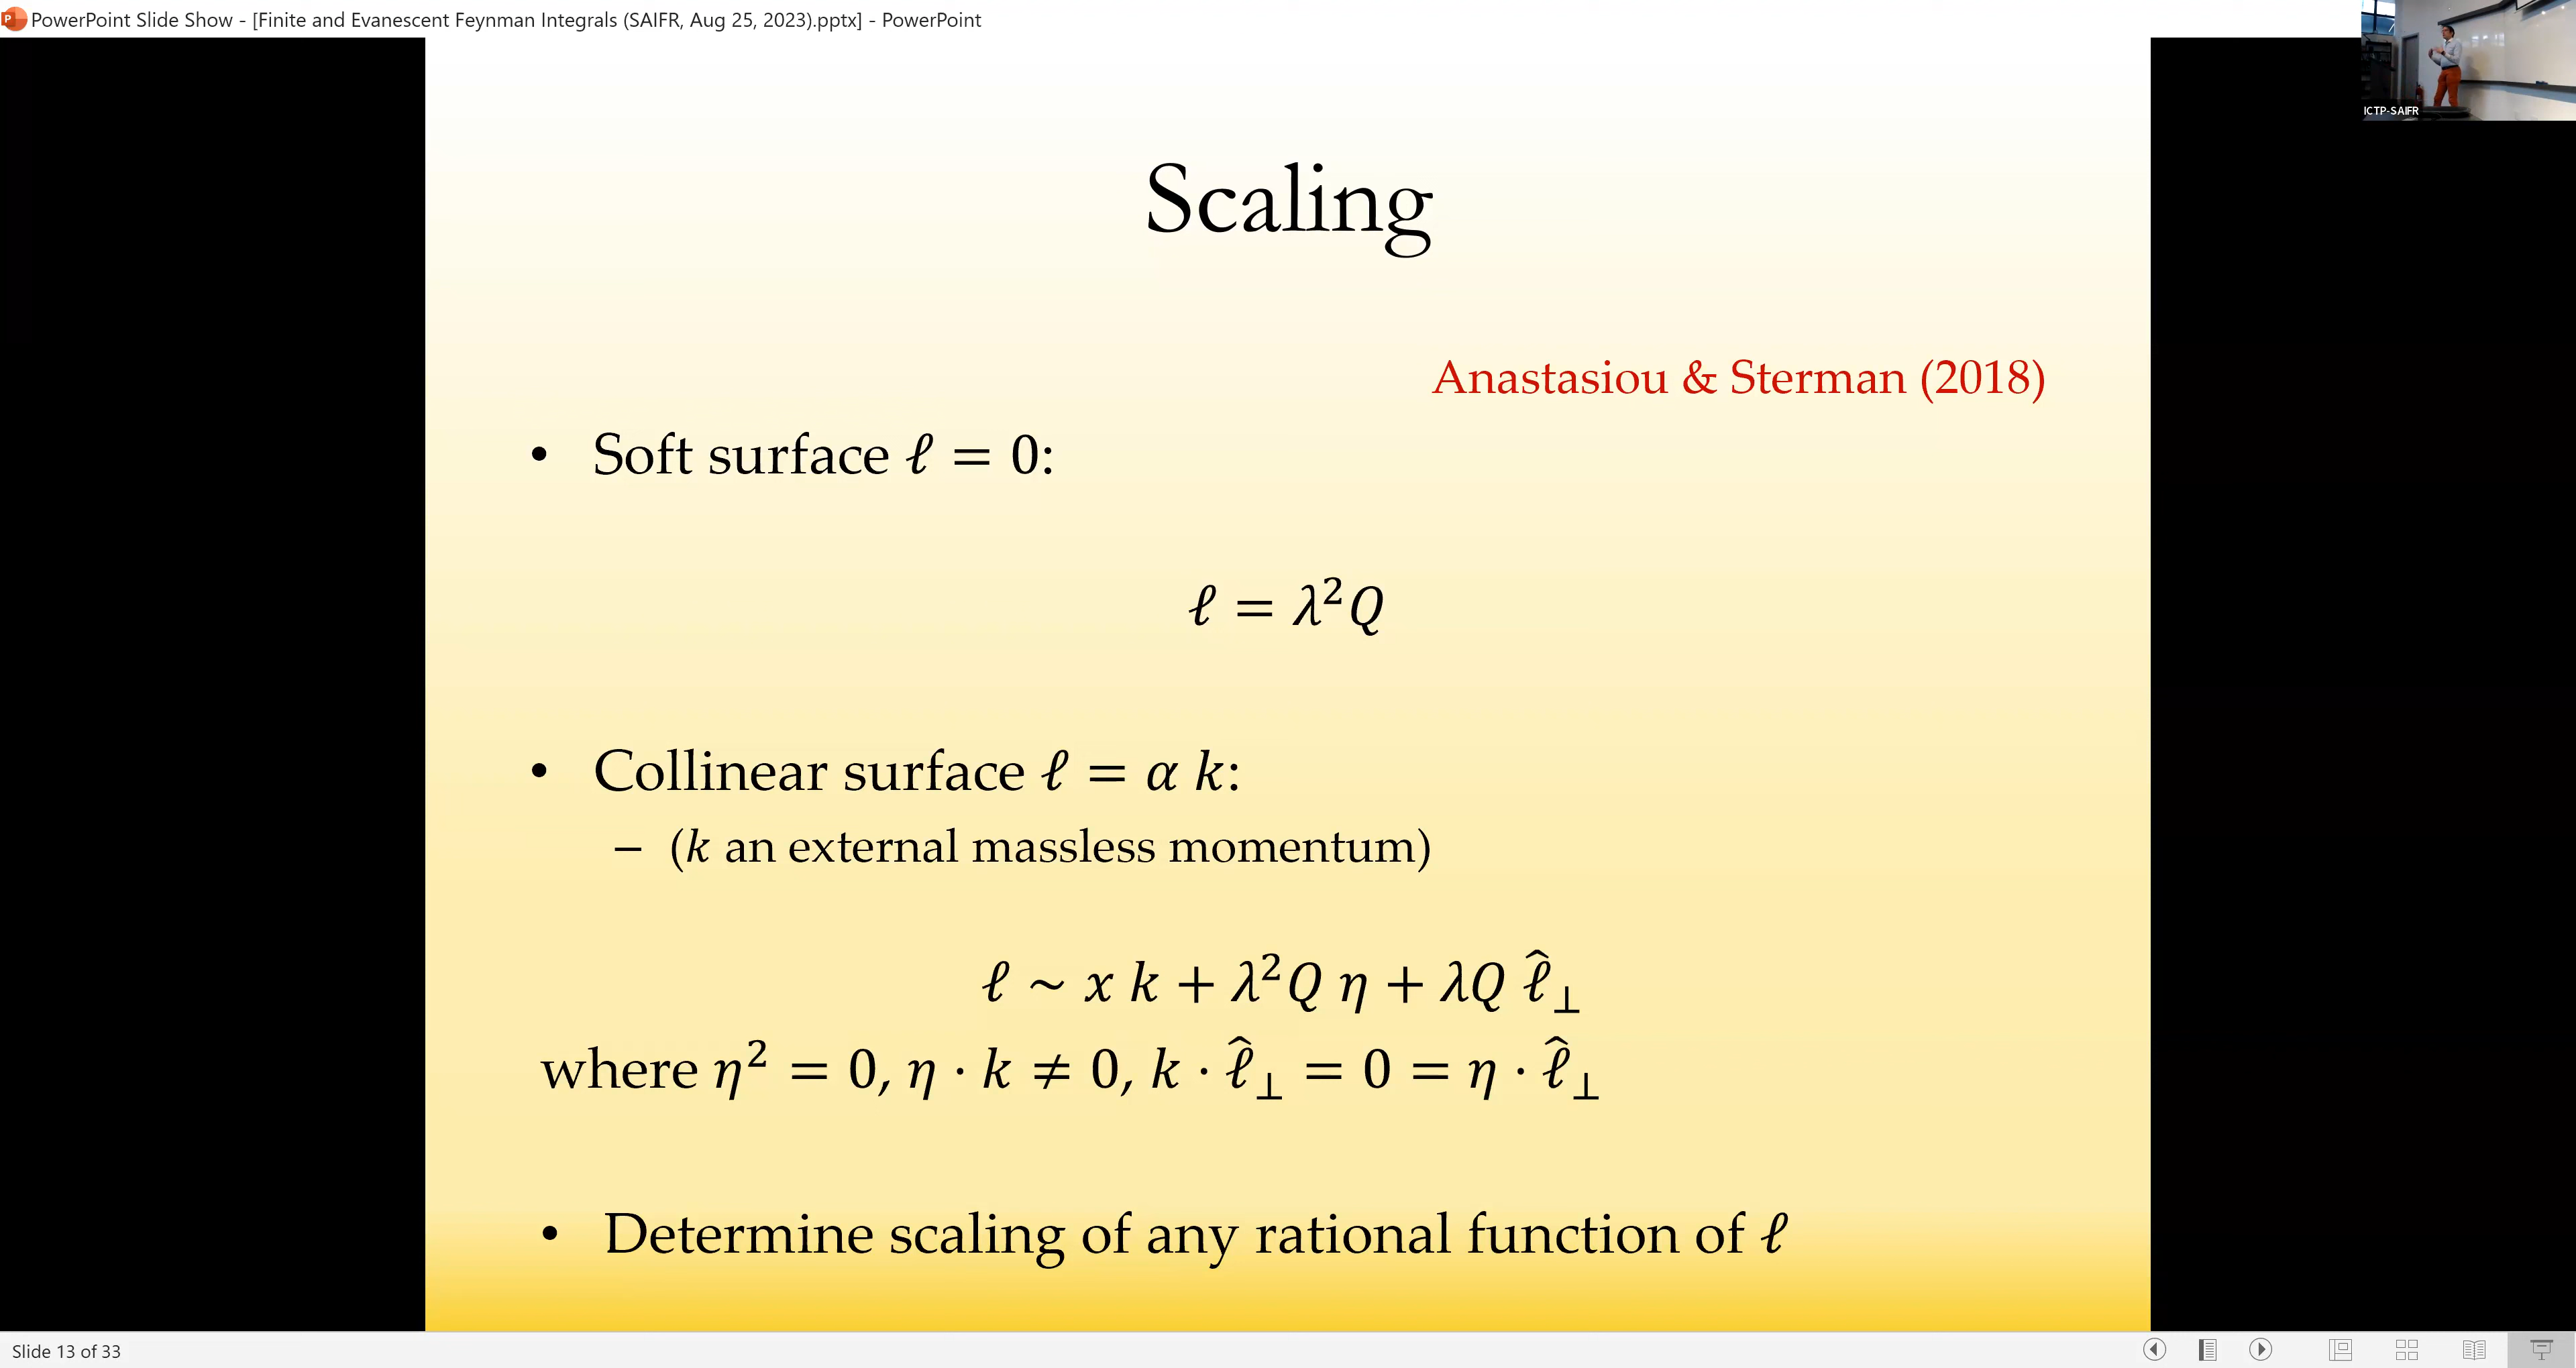 PowerPoint Slide Show - [Finite and Evanescent Feynman Integrals (SAIFR, Aug 25, 2023).pptx] - PowerPoint
ICTP-SAIFR
Scaling
Anastasiou & Sterman (2018)
• Soft surface ℓ = 0:
ℓ = λ²Q
• Collinear surface ℓ = α k:
– (k an external massless momentum)
ℓ ~ x k + λ²Q η + λQ ℓ̂⊥
where η² = 0, η · k ≠ 0, k · ℓ̂⊥ = 0 = η · ℓ̂⊥
• Determine scaling of any rational function of ℓ
Slide 13 of 33